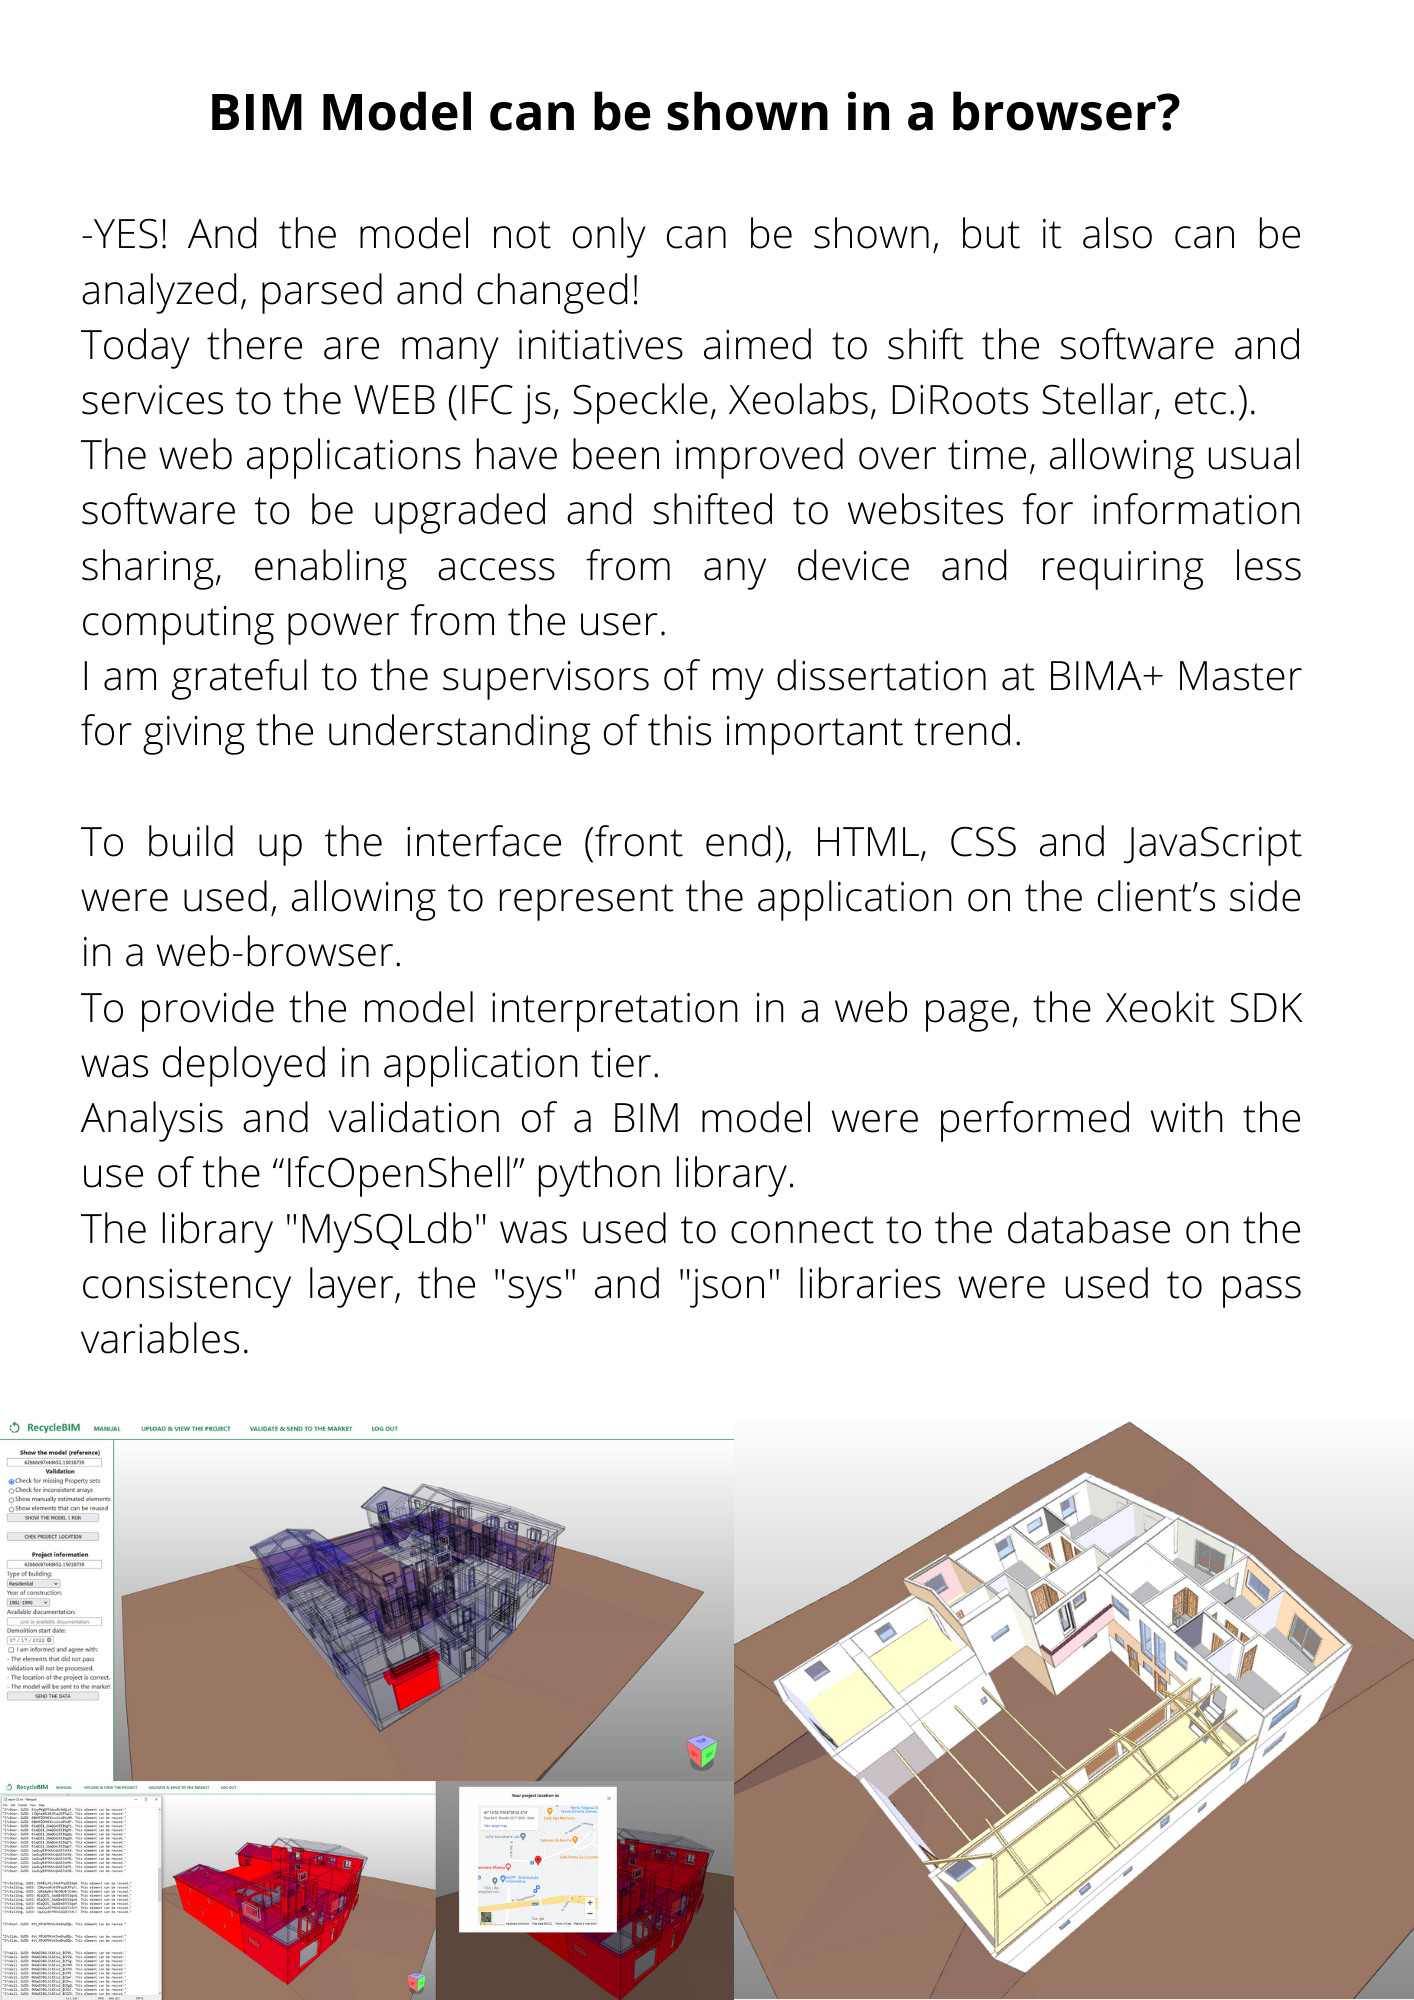 BIM Model can be shown in a browser?
-YES! And the model not only can be shown, but it also can be
analyzed, parsed and changed!
Today there are many initiatives aimed to shift the software and
services to the WEB (IFC js, Speckle, Xeolabs, DiRoots Stellar, etc.).
The web applications have been improved over time, allowing usual
software to be upgraded and shifted to websites for information
sharing, enabling access from any device and requiring less
computing power from the user.
I am grateful to the supervisors of my dissertation at BIMA+ Master
for giving the understanding of this important trend.
To build up the interface (front end), HTML, CSS and JavaScript
were used, allowing to represent the application on the client’s side
in a web-browser.
To provide the model interpretation in a web page, the Xeokit SDK
was deployed in application tier.
Analysis and validation of a BIM model were performed with the
use of the “IfcOpenShell” python library.
The library "MySQLdb" was used to connect to the database on the
consistency layer, the "sys" and "json" libraries were used to pass
variables.
RecycleBIM MANUAL UPLOAD & VIEW THE PROJECT VALIDATE & SEND TO THE MARKET LOG OUT
Show the model (reference)
62bb0c97e4d452.15018739
Validation
Check for missing Property sets
Check for inconsistent arrays
Show manually estimated elements
Show elements that can be reused
SHOW THE MODEL | RUN
CHEK PROJECT LOCATION
Project information
62bb0c97e4d452.15018739
Type of building:
Residential
Year of construction:
1961-1990
Available documentation:
Link to available documentation
Demolition start date:
07 / 17 / 2022
I am informed and agree with:
- The elements that did not pass
validation will not be processed.
- The location of the project is correct.
- The model will be sent to the market
SEND THE DATA
RecycleBIM MANUAL UPLOAD & VIEW THE PROJECT VALIDATE & SEND TO THE MARKET LOG OUT
Your project location is
View larger map
Google